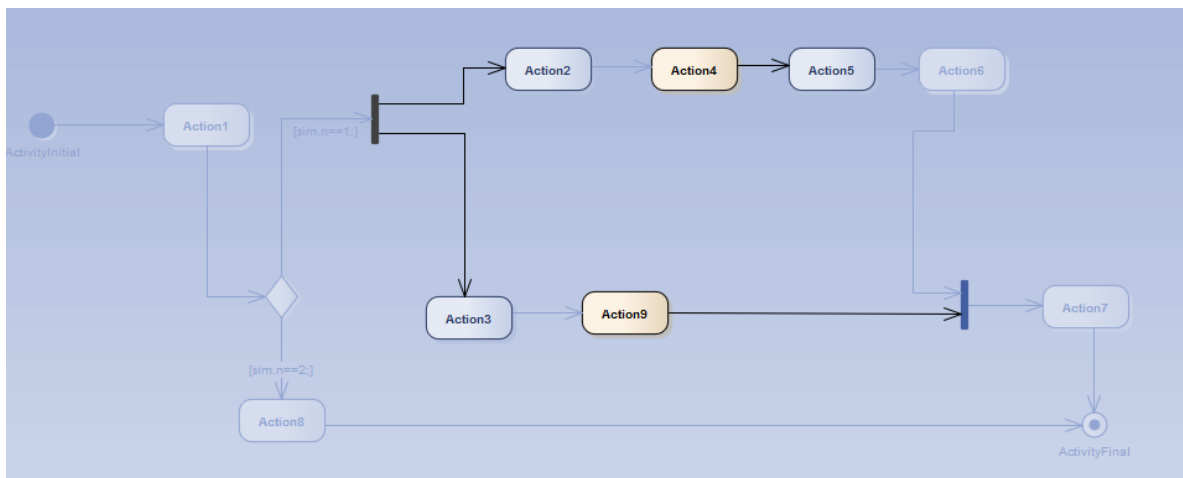 Action2
Action4
Action5
Action6
Action1
[sim.n==1;]
ActivityInitial
Action3
Action9
Action7
[sim.n==2;]
Action8
ActivityFinal